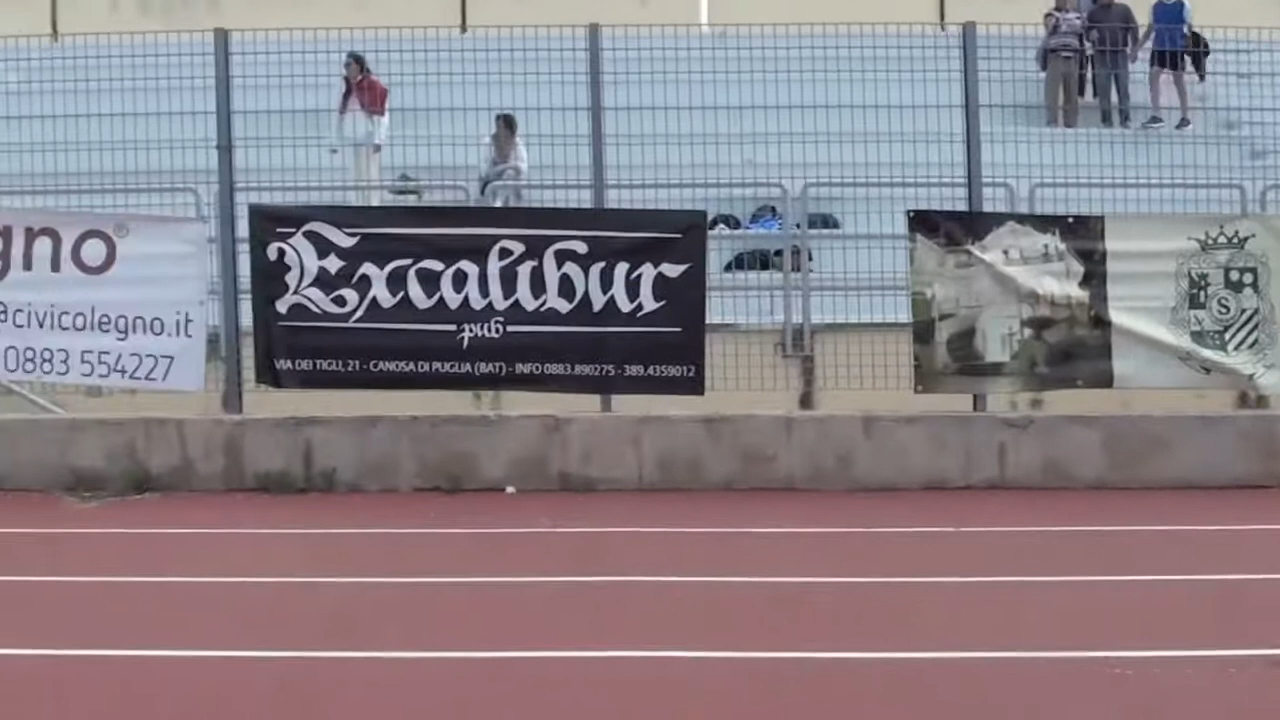 gno®
@civicolegno.it
0883 554227
Excalibur
pub
VIA DEI TIGLI, 21 - CANOSA DI PUGLIA (BAT) - INFO 0883.890275 - 389.4359012
S